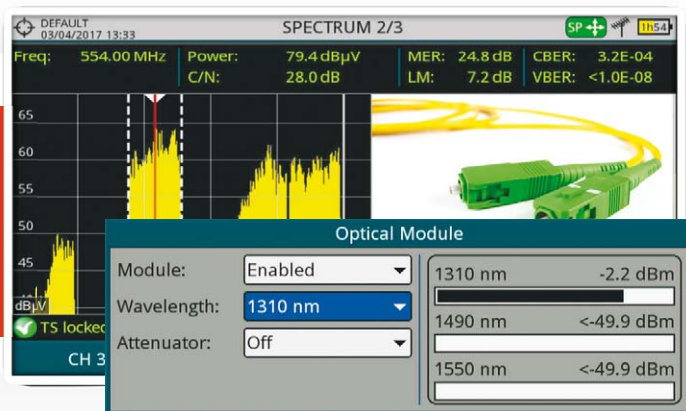 DEFAULT
03/04/2017 13:33
SPECTRUM 2/3
SP
1h54
Freq: 554.00 MHz Power: 79.4 dBµV MER: 24.8 dB CBER: 3.2E-04
C/N: 28.0 dB LM: 7.2 dB VBER: <1.0E-08
65
60
55
50
45
dBµV
TS locked
CH 3
Optical Module
Module: Enabled
Wavelength: 1310 nm
Attenuator: Off
1310 nm -2.2 dBm
1490 nm <-49.9 dBm
1550 nm <-49.9 dBm